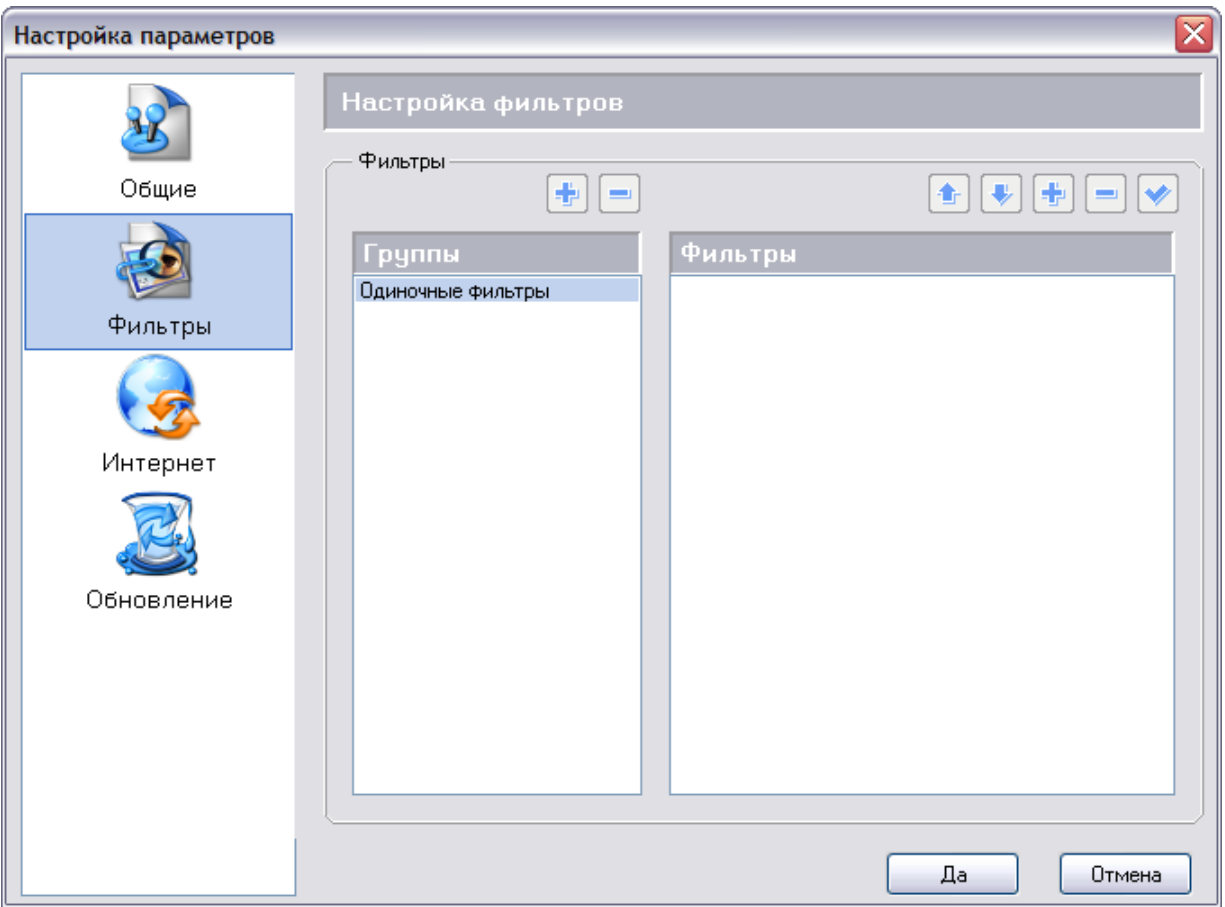 Настройка параметров
Общие
Фильтры
Интернет
Обновление
Настройка фильтров
Фильтры
Группы
Одиночные фильтры
Фильтры
Да
Отмена